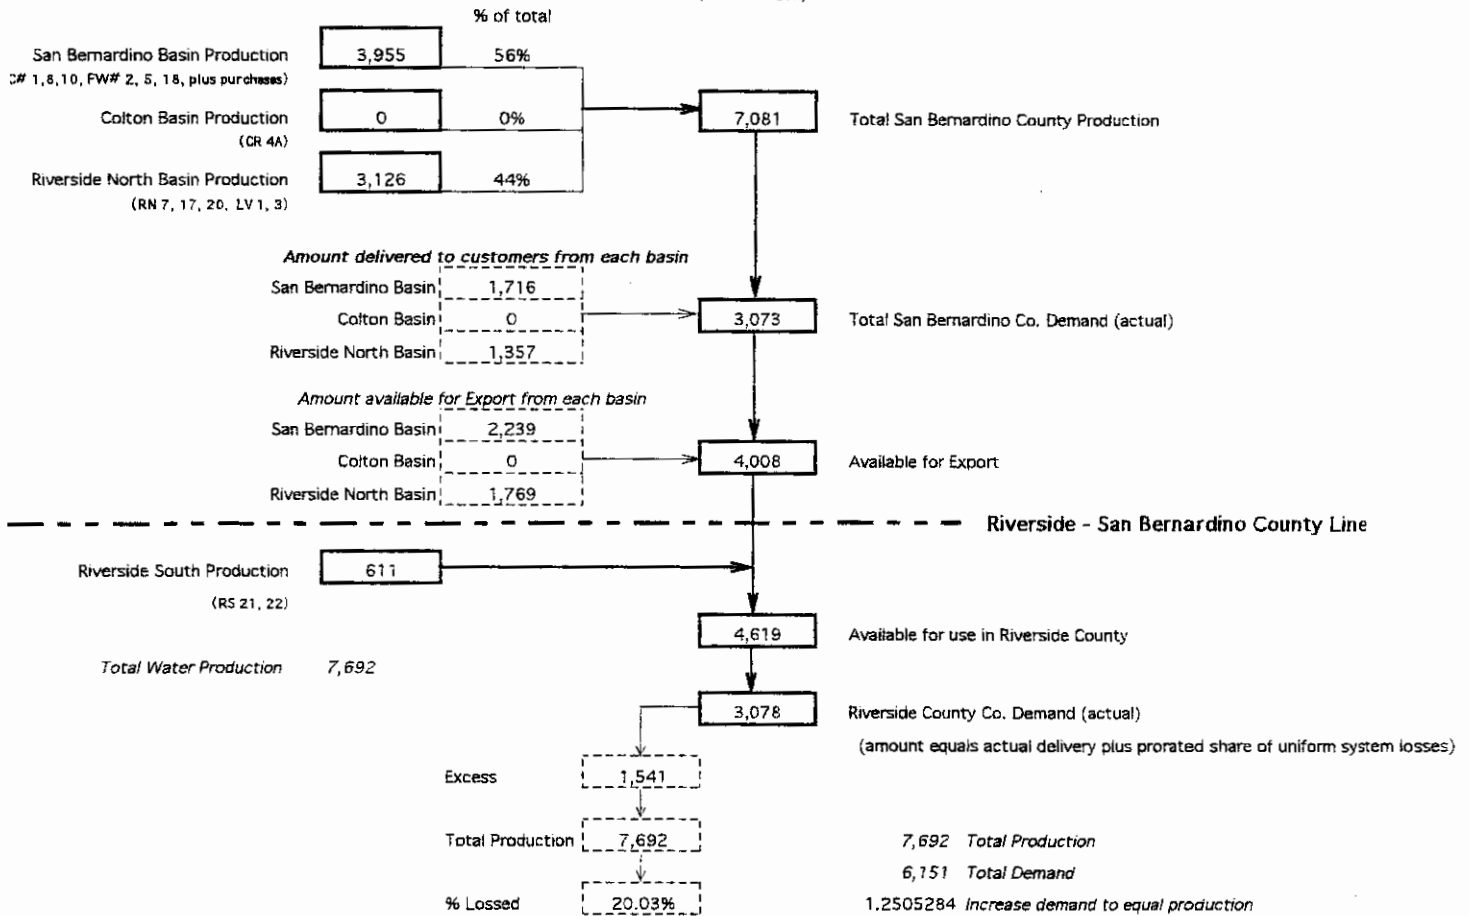 % of total
San Bernardino Basin Production 3,955 56%
C# 1,8,10, FW# 2, 5, 18, plus purchases)
Colton Basin Production 0 0% 7,081 Total San Bernardino County Production
(CR 4A)
Riverside North Basin Production 3,126 44%
(RN 7, 17, 20, LV 1, 3)
Amount delivered to customers from each basin
San Bernardino Basin 1,716
Colton Basin 0 3,073 Total San Bernardino Co. Demand (actual)
Riverside North Basin 1,357
Amount available for Export from each basin
San Bernardino Basin 2,239
Colton Basin 0 4,008 Available for Export
Riverside North Basin 1,769
Riverside - San Bernardino County Line
Riverside South Production 611
(RS 21, 22)
4,619 Available for use in Riverside County
Total Water Production 7,692
3,078 Riverside County Co. Demand (actual)
(amount equals actual delivery plus prorated share of uniform system losses)
Excess 1,541
Total Production 7,692 7,692 Total Production
6,151 Total Demand
% Lossed 20.03% 1.2505284 Increase demand to equal production